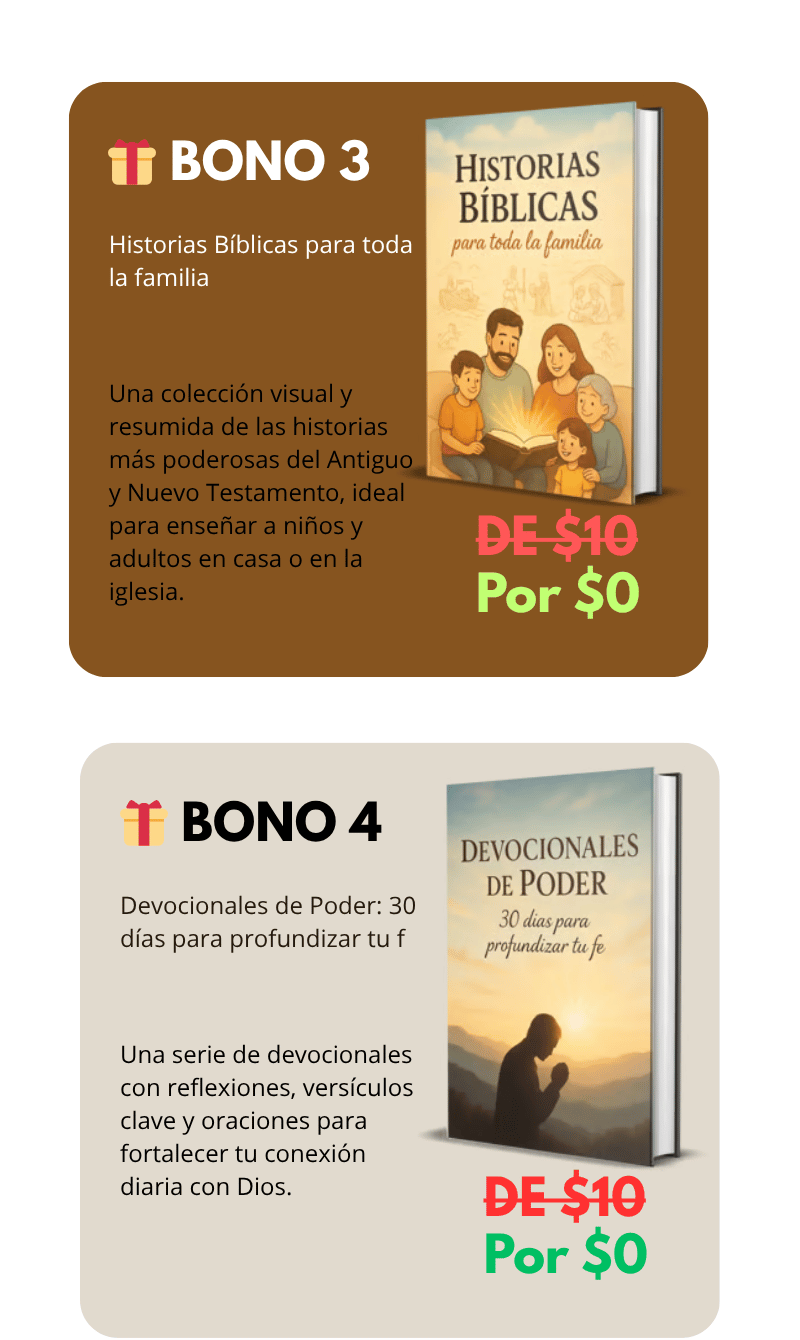 BONO 3
Historias Bíblicas para toda
la familia
Una colección visual y
resumida de las historias
más poderosas del Antiguo
y Nuevo Testamento, ideal
para enseñar a niños y
adultos en casa o en la
iglesia.
HISTORIAS
BÍBLICAS
para toda la familia
DE $10
Por $0
BONO 4
Devocionales de Poder: 30
días para profundizar tu f
Una serie de devocionales
con reflexiones, versículos
clave y oraciones para
fortalecer tu conexión
diaria con Dios.
DEVOCIONALES
DE PODER
30 dias para
profundizar tu fe
DE $10
Por $0